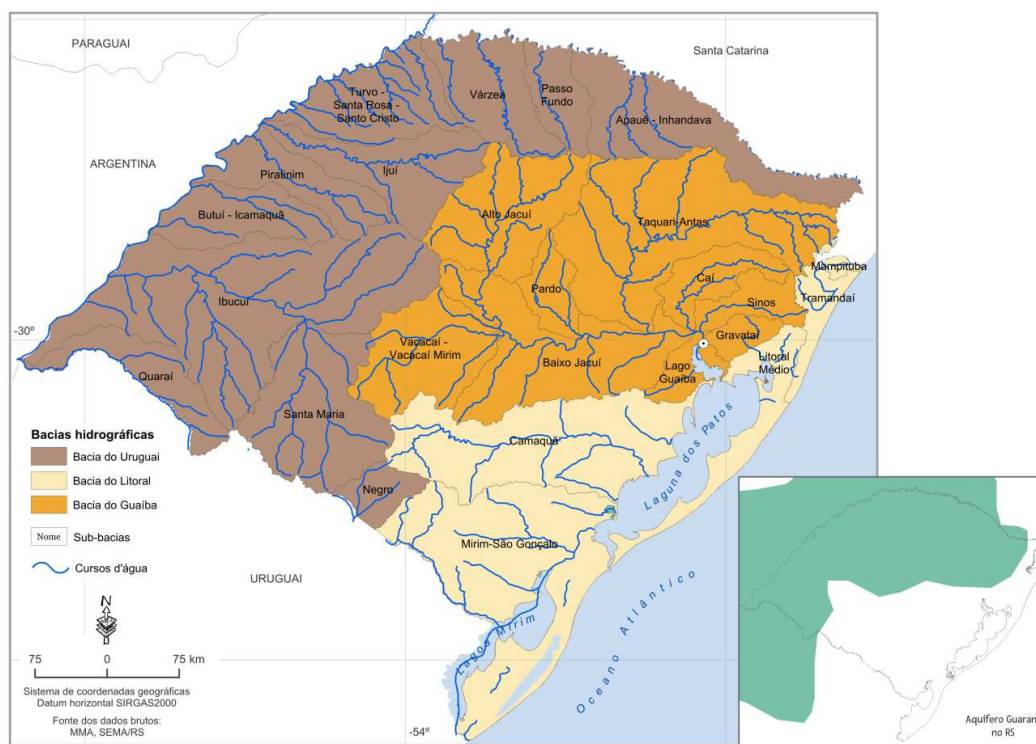 PARAGUAI
Santa Catarina
ARGENTINA
Turvo -
Santa Rosa -
Santo Cristo
Várzea
Passo
Fundo
Apauê - Inhandava
Ijuí
Piralinim
Butuí - Icamaquã
Alto Jacuí
Taquari-Antas
Mampituba
Caí
Tramandaí
Pardo
Ibucuí
Sinos
-30º
Gravataí
Vacacaí -
Vacacaí Mirim
Baixo Jacuí
Lago
Guaíba
Litoral
Médio
Quaraí
Santa Maria
Camaquã
Laguna dos Patos
Negro
Mirim-São Gonçalo
URUGUAI
Lagos Mirim
Oceano Atlântico
-54º
Bacias hidrográficas
Bacia do Uruguai
Bacia do Litoral
Bacia do Guaíba
Nome Sub-bacias
Cursos d'água
N
75 0 75 km
Sistema de coordenadas geográficas
Datum horizontal SIRGAS2000
Fonte dos dados brutos:
MMA, SEMA/RS
Aquífero Guaran
no RS